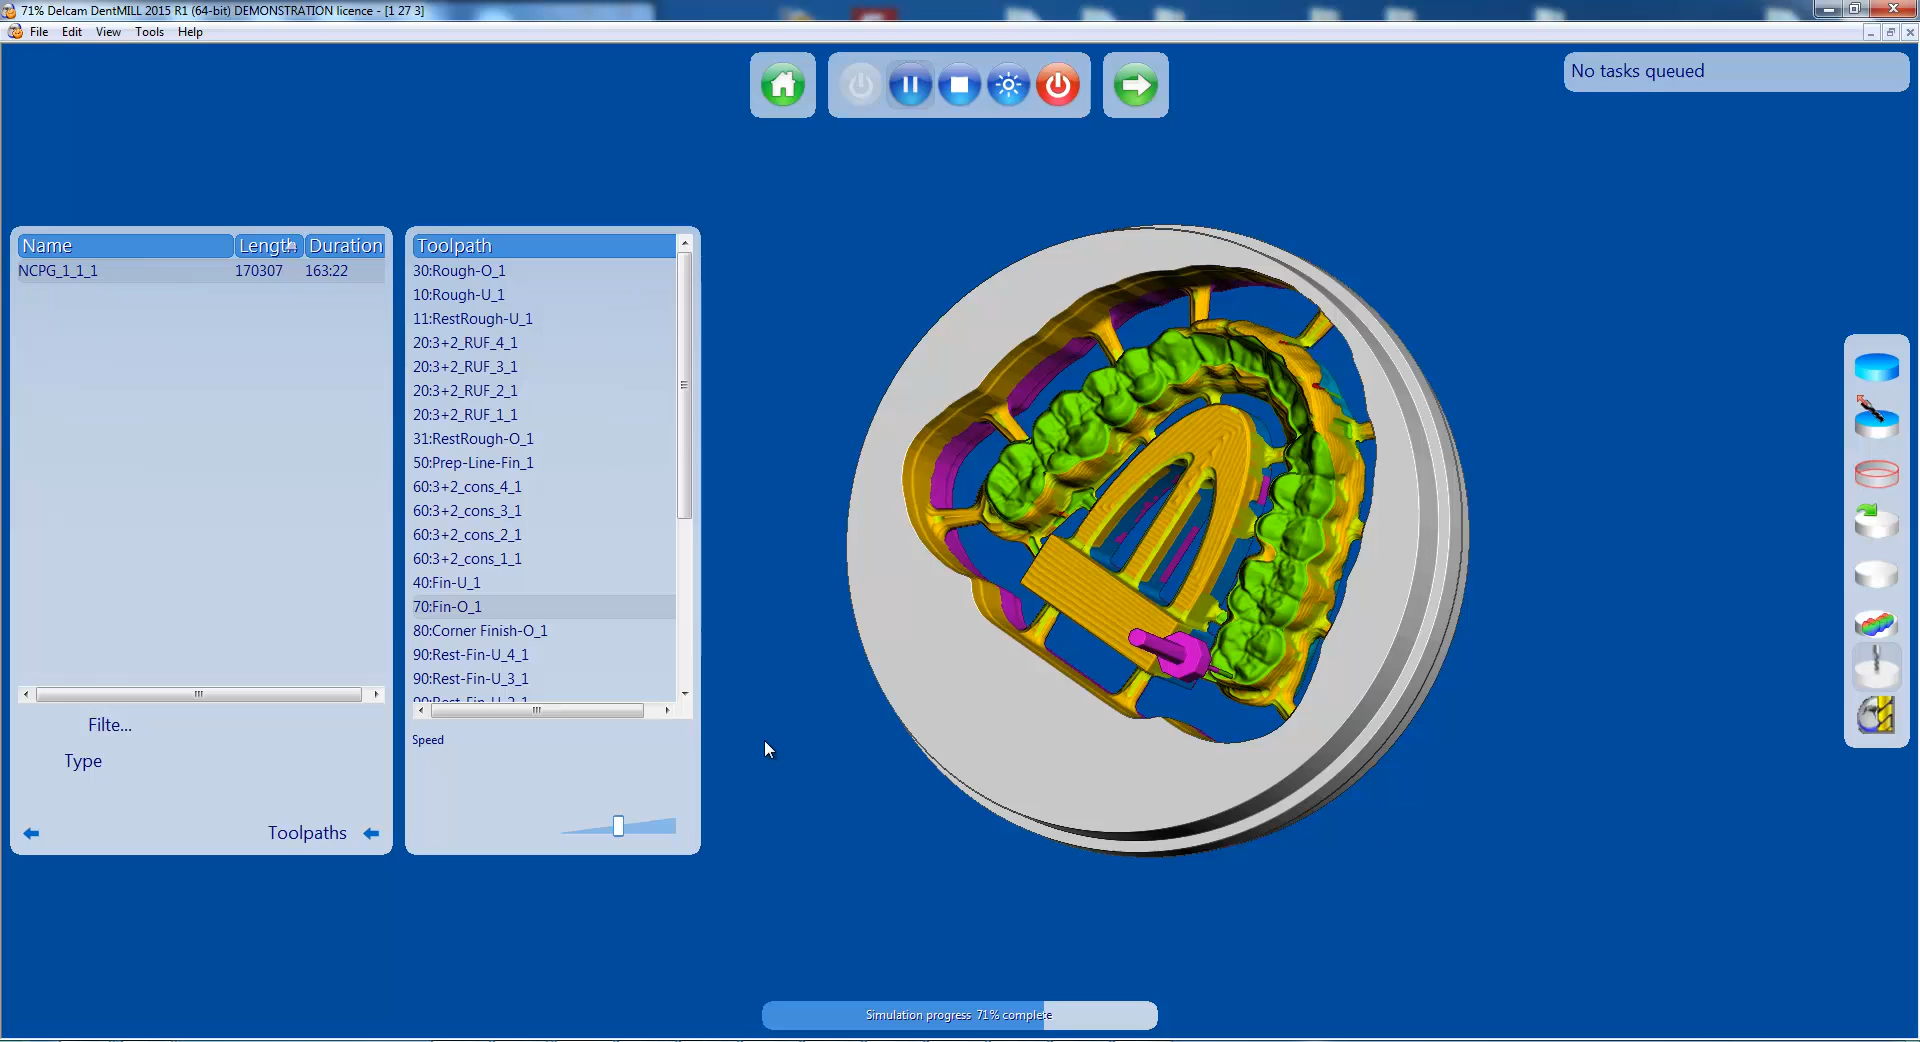 71% Delcam DentMILL 2015 R1 (64-bit) DEMONSTRATION licence - [1 27 3]
File Edit View Tools Help
No tasks queued
Name Length Duration
NCPG_1_1_1 170307 163:22
Filte...
Type
Toolpaths
Toolpath
30:Rough-O_1
10:Rough-U_1
11:RestRough-U_1
20:3+2_RUF_4_1
20:3+2_RUF_3_1
20:3+2_RUF_2_1
20:3+2_RUF_1_1
31:RestRough-O_1
50:Prep-Line-Fin_1
60:3+2_cons_4_1
60:3+2_cons_3_1
60:3+2_cons_2_1
60:3+2_cons_1_1
40:Fin-U_1
70:Fin-O_1
80:Corner Finish-O_1
90:Rest-Fin-U_4_1
90:Rest-Fin-U_3_1
90:Rest-Fin-U_2_1
Speed
Simulation progress 71% complete